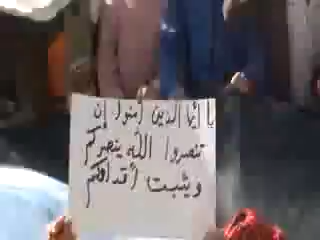 يا أيها الذين آمنوا إن
تنصروا الله ينصركم
ويثبت أقدامكم